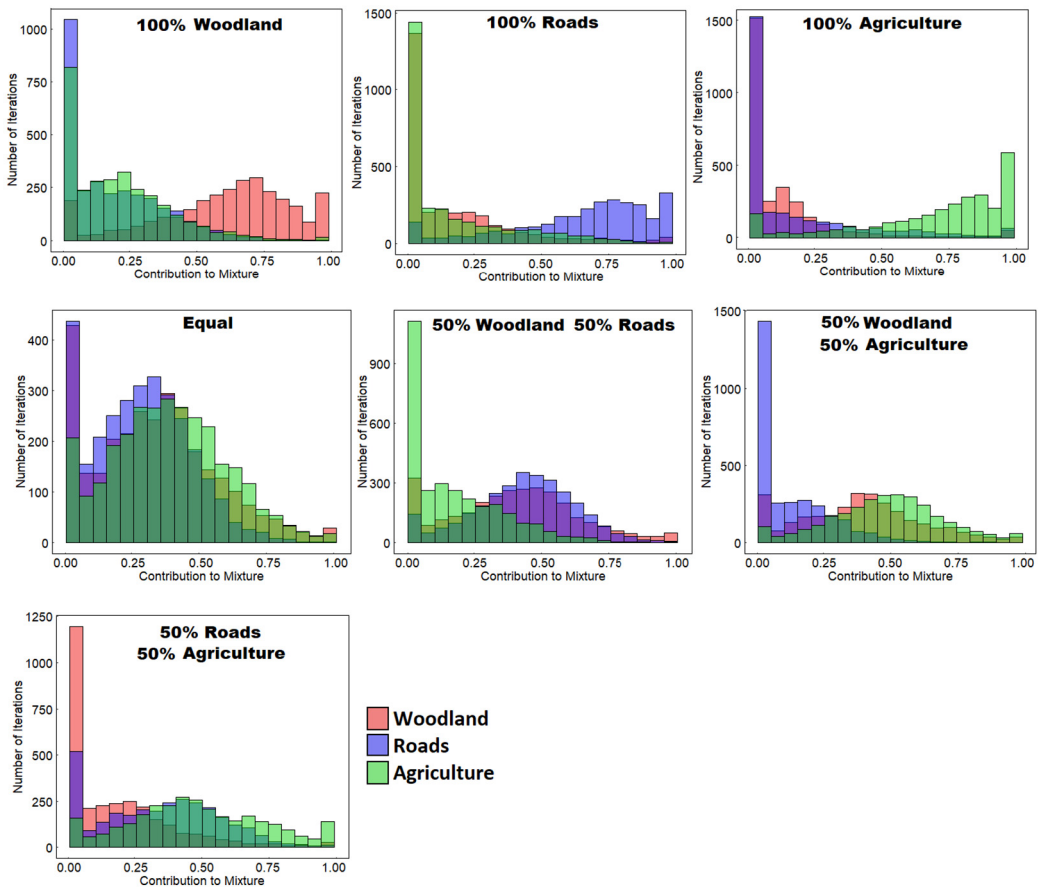 100% Woodland
Number of Iterations
1000
750
500
250
0
0.00 0.25 0.50 0.75 1.00
Contribution to Mixture
100% Roads
Number of Iterations
1500
1000
500
0
0.00 0.25 0.50 0.75 1.00
Contribution to Mixture
100% Agriculture
Number of Iterations
1500
1000
500
0
0.00 0.25 0.50 0.75 1.00
Contribution to Mixture
Equal
Number of Iterations
400
300
200
100
0
0.00 0.25 0.50 0.75 1.00
Contribution to Mixture
50% Woodland 50% Roads
Number of Iterations
900
600
300
0
0.00 0.25 0.50 0.75 1.00
Contribution to Mixture
50% Woodland
50% Agriculture
Number of Iterations
1500
1000
500
0
0.00 0.25 0.50 0.75 1.00
Contribution to Mixture
50% Roads
50% Agriculture
Number of Iterations
1250
1000
750
500
250
0
0.00 0.25 0.50 0.75 1.00
Contribution to Mixture
Woodland
Roads
Agriculture